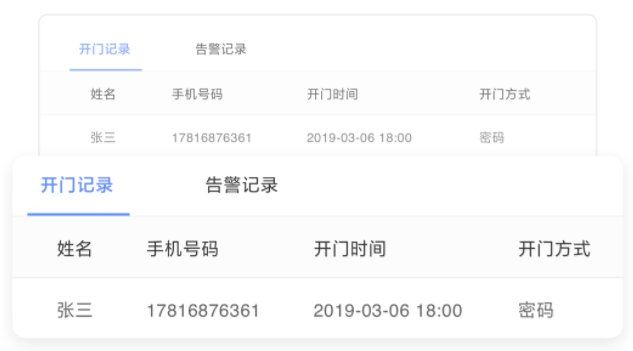 开门记录 告警记录
姓名 手机号码 开门时间 开门方式
张三 17816876361 2019-03-06 18:00 密码
开门记录 告警记录
姓名 手机号码 开门时间 开门方式
张三 17816876361 2019-03-06 18:00 密码